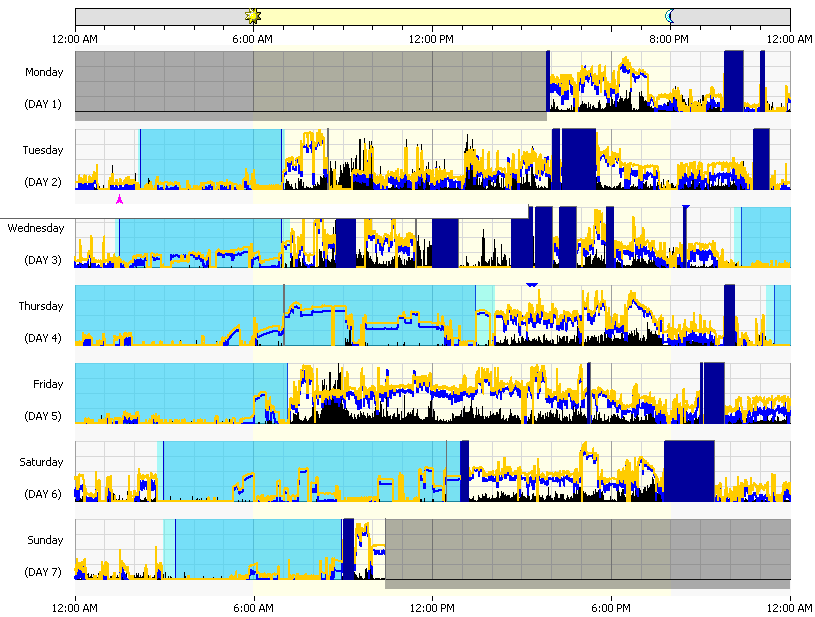 12:00 AM 6:00 AM 12:00 PM 8:00 PM 12:00 AM
Monday
(DAY 1)
Tuesday
(DAY 2)
Wednesday
(DAY 3)
Thursday
(DAY 4)
Friday
(DAY 5)
Saturday
(DAY 6)
Sunday
(DAY 7)
12:00 AM 6:00 AM 12:00 PM 6:00 PM 12:00 AM